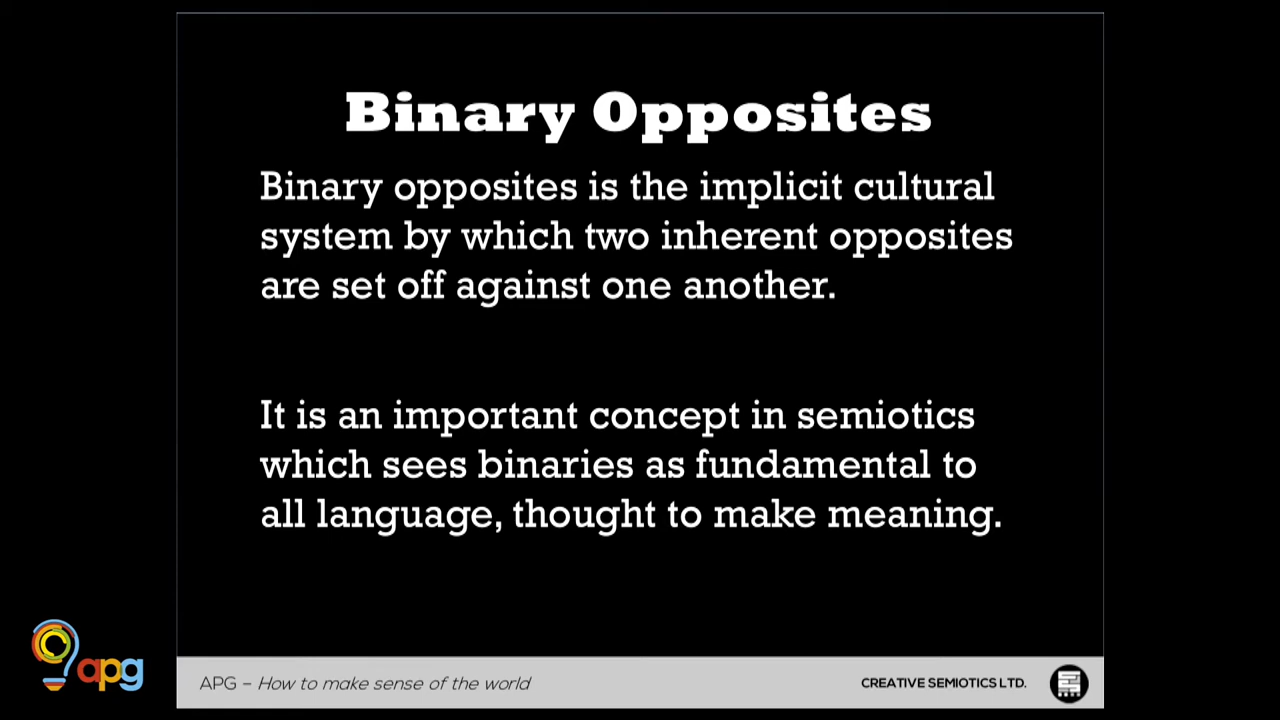 Binary Opposites
Binary opposites is the implicit cultural
system by which two inherent opposites
are set off against one another.
It is an important concept in semiotics
which sees binaries as fundamental to
all language, thought to make meaning.
apg
APG – How to make sense of the world
CREATIVE SEMIOTICS LTD.